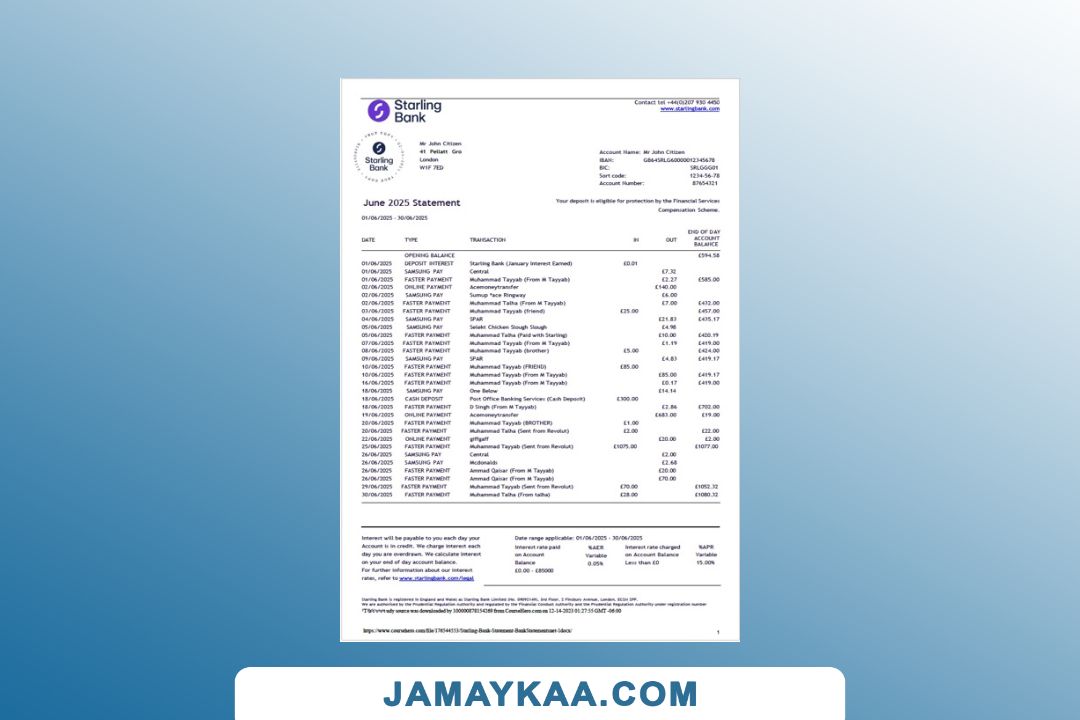 Starling
Bank
Contact tel +44(0)207 930 4450
www.starlingbank.com
Starling
Bank
Mr John Citizen
41 Pellatt Gro
London
W1F 7ED
Account Name: Mr John Citizen
IBAN: GB64SRLG60000012345678
BIC: SRLGGG01
Sort code: 1234-56-78
Account Number: 87654321
June 2025 Statement
Your deposit is eligible for protection by the Financial Services
Compensation Scheme.
01/06/2025 - 30/06/2025
DATE TYPE TRANSACTION IN OUT END OF DAY ACCOUNT BALANCE
OPENING BALANCE £594.58
01/06/2025 DEPOSIT INTEREST Starling Bank (January Interest Earned) £0.01
01/06/2025 SAMSUNG PAY Central £7.32
01/06/2025 FASTER PAYMENT Muhammad Tayyab (From M Tayyab) £2.27 £585.00
02/06/2025 ONLINE PAYMENT Acemoneytransfer £140.00
02/06/2025 SAMSUNG PAY Sumup *ace Ringway £6.00
02/06/2025 FASTER PAYMENT Muhammad Talha (From M Tayyab) £7.00 £432.00
03/06/2025 FASTER PAYMENT Muhammad Tayyab (friend) £25.00 £457.00
04/06/2025 SAMSUNG PAY SPAR £21.83 £435.17
05/06/2025 SAMSUNG PAY Selekt Chicken Slough Slough £4.98
05/06/2025 FASTER PAYMENT Muhammad Talha (Paid with Starling) £10.00 £420.19
07/06/2025 FASTER PAYMENT Muhammad Tayyab (From M Tayyab) £1.19 £419.00
08/06/2025 FASTER PAYMENT Muhammad Tayyab (brother) £5.00 £424.00
09/06/2025 SAMSUNG PAY SPAR £4.83 £419.17
10/06/2025 FASTER PAYMENT Muhammad Tayyab (FRIEND) £85.00
10/06/2025 FASTER PAYMENT Muhammad Tayyab (From M Tayyab) £85.00 £419.17
16/06/2025 FASTER PAYMENT Muhammad Tayyab (From M Tayyab) £0.17 £419.00
18/06/2025 SAMSUNG PAY One Below £14.14
18/06/2025 CASH DEPOSIT Post Office Banking Services (Cash Deposit) £300.00
18/06/2025 FASTER PAYMENT D Singh (From M Tayyab) £2.86 £702.00
19/06/2025 ONLINE PAYMENT Acemoneytransfer £683.00 £19.00
20/06/2025 FASTER PAYMENT Muhammad Tayyab (BROTHER) £1.00
20/06/2025 FASTER PAYMENT Muhammad Talha (Sent from Revolut) £2.00 £22.00
22/06/2025 ONLINE PAYMENT giffgaff £20.00 £2.00
25/06/2025 FASTER PAYMENT Muhammad Tayyab (Sent from Revolut) £1075.00 £1077.00
26/06/2025 SAMSUNG PAY Central £2.00
26/06/2025 SAMSUNG PAY Mcdonalds £2.68
26/06/2025 FASTER PAYMENT Ammad Qaisar (From M Tayyab) £20.00
26/06/2025 FASTER PAYMENT Ammad Qaisar (From M Tayyab) £70.00
29/06/2025 FASTER PAYMENT Muhammad Tayyab (Sent from Revolut) £70.00 £1052.32
30/06/2025 FASTER PAYMENT Muhammad Talha (From talha) £28.00 £1080.32
Interest will be payable to you each day your
Account is in credit. We charge interest each
day you are overdrawn. We calculate interest
on your end of day account balance.
For further information about our interest
rates, refer to www.starlingbank.com/legal
Date range applicable: 01/06/2025 - 30/06/2025
Interest rate paid on Account Balance %AER Variable Interest rate charged on Account Balance %APR Variable
£0.00 - £85000 0.05% Less than £0 15.00%
Starling Bank is registered in England and Wales as Starling Bank Limited (No. 3rd Floor, 2 Finsbury Avenue, London, EC2M 2PP.
We are authorised by the Prudential Regulation Authority and regulated by the Financial Conduct Authority and the Prudential Regulation Authority under registration number
source was downloaded by from CourseHero.com on 12-14-2023 01:27:55 GMT -06:00
https://www.coursehero.com/file/
1
JAMAYKAA.COM